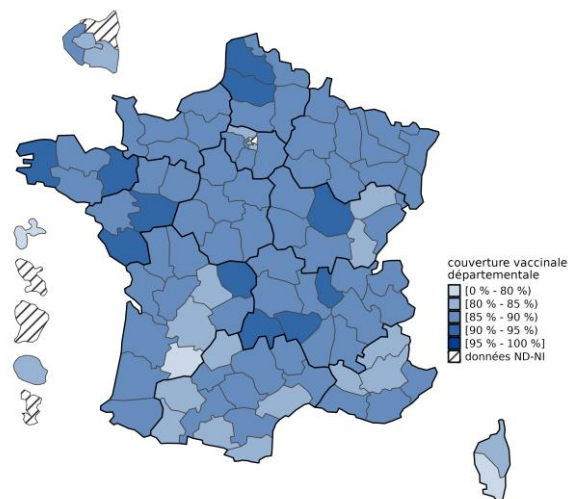 couverture vaccinale
départementale
[0 % - 80 %)
[80 % - 85 %)
[85 % - 90 %)
[90 % - 95 %)
[95 % - 100 %]
données ND-NI